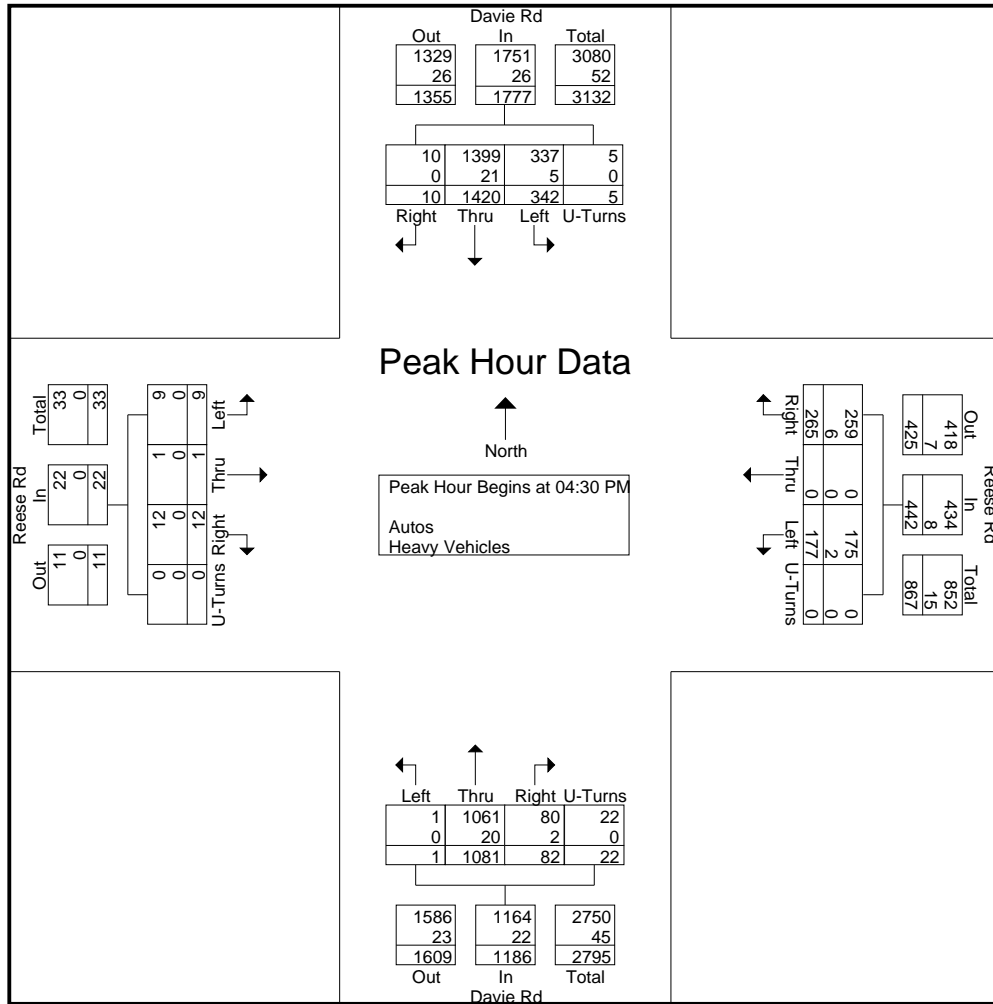 Davie Rd
Out In Total
1329 1751 3080
26 26 52
1355 1777 3132
10 1399 337 5
0 21 5 0
10 1420 342 5
Right Thru Left U-Turns
Peak Hour Data
North
Peak Hour Begins at 04:30 PM
Autos
Heavy Vehicles
Reese Rd
Out In Total
11 22 33
0 0 0
11 22 33
9 1 12 0
0 0 0 0
9 1 12 0
Left Thru Right U-Turns
Right Thru Left U-Turns
265 0 177 0
6 0 2 0
259 0 175 0
Out In Total
418 434 852
7 8 15
425 442 867
Reese Rd
Left Thru Right U-Turns
1 1061 80 22
0 20 2 0
1 1081 82 22
1586 1164 2750
23 22 45
1609 1186 2795
Out In Total
Davie Rd